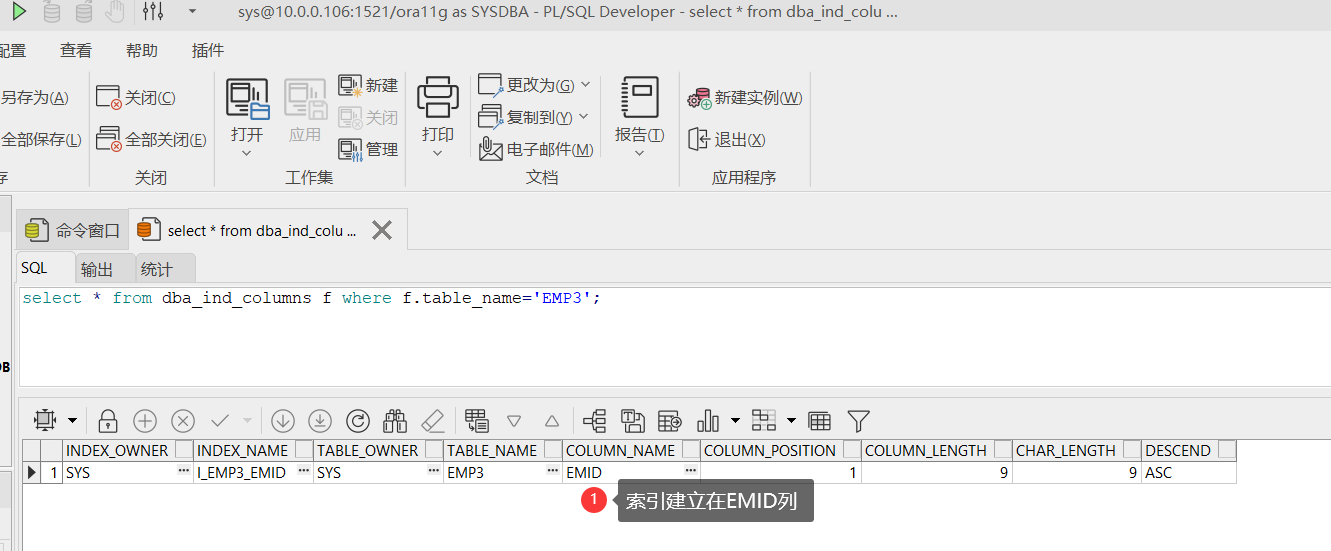 sys@10.0.0.106:1521/ora11g as SYSDBA - PL/SQL Developer - select * from dba_ind_colu ...
配置 查看 帮助 插件
另存为(A) 关闭(C) 新建 更改为(G) 新建实例(W)
关闭 复制到(Y)
全部保存(L) 全部关闭(E) 打开 应用 管理 打印 电子邮件(M) 报告(T) 退出(X)
存 关闭 工作集 文档 应用程序
命令窗口 select * from dba_ind_colu ...
SQL 输出 统计
select * from dba_ind_columns f where f.table_name='EMP3';
DB
INDEX_OWNER INDEX_NAME TABLE_OWNER TABLE_NAME COLUMN_NAME COLUMN_POSITION COLUMN_LENGTH CHAR_LENGTH DESCEND
1 SYS ... I_EMP3_EMID ... SYS ... EMP3 ... EMID ... 1 9 9 ASC
1 索引建立在EMID列